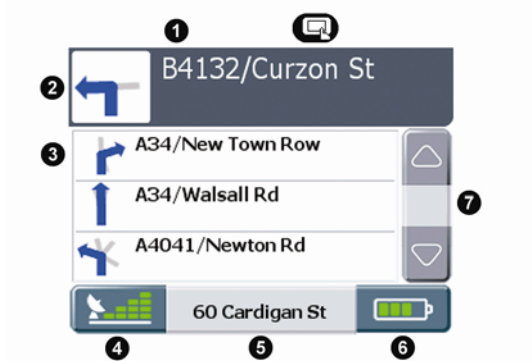 1
B4132/Curzon St
2
3
A34/New Town Row
A34/Walsall Rd
7
A4041/Newton Rd
60 Cardigan St
4
5
6